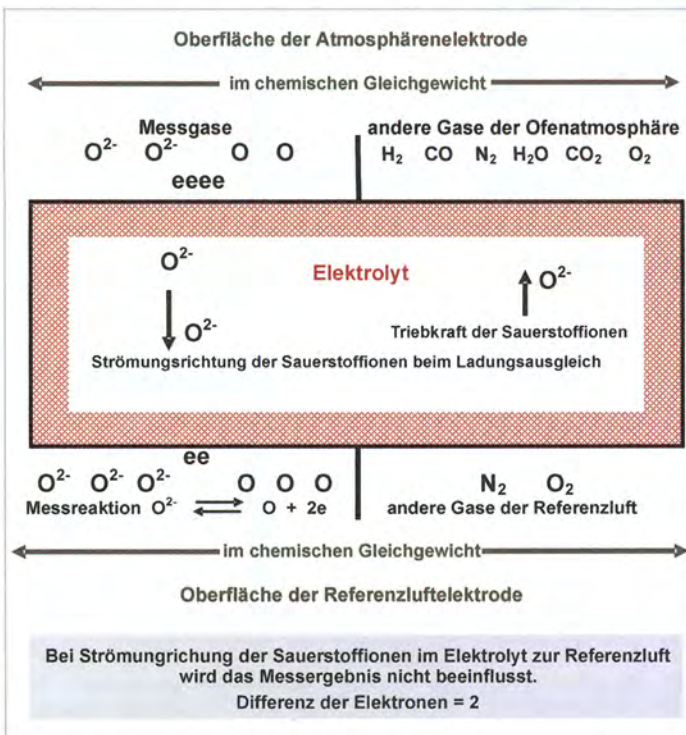 Oberfläche der Atmosphärenelektrode
im chemischen Gleichgewicht
Messgase
andere Gase der Ofenatmosphäre
O²⁻ O²⁻ O O
H₂ CO N₂ H₂O CO₂ O₂
eeee
O²⁻
Elektrolyt
O²⁻
O²⁻
Triebkraft der Sauerstoffionen
Strömungsrichtung der Sauerstoffionen beim Ladungsausgleich
ee
O²⁻ O²⁻ O²⁻ O O O
N₂ O₂
Messreaktion O²⁻ ⇌ O + 2e
andere Gase der Referenzluft
im chemischen Gleichgewicht
Oberfläche der Referenzluftelektrode
Bei Strömungrichung der Sauerstoffionen im Elektrolyt zur Referenzluft
wird das Messergebnis nicht beeinflusst.
Differenz der Elektronen = 2